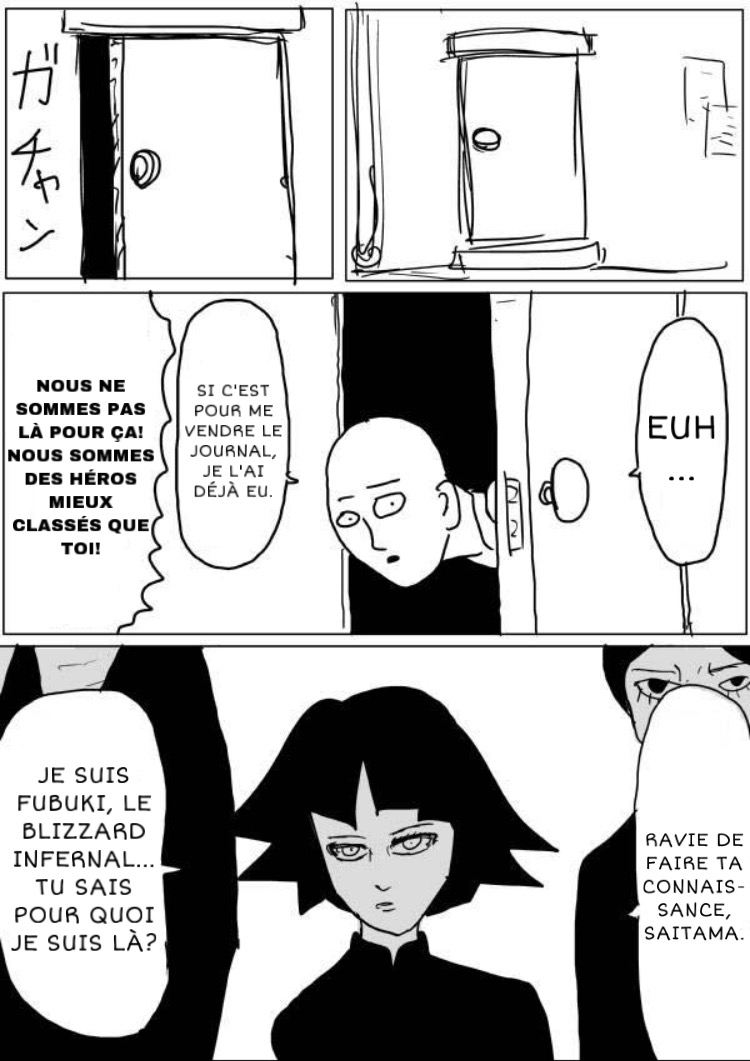 ガチャン
EUH
...
SI C'EST
POUR ME
VENDRE LE
JOURNAL,
JE L'AI
DÉJÀ EU.
NOUS NE
SOMMES PAS
LÀ POUR ÇA!
NOUS SOMMES
DES HÉROS
MIEUX
CLASSÉS QUE
TOI!
RAVIE DE
FAIRE TA
CONNAIS-
SANCE,
SAITAMA.
JE SUIS
FUBUKI, LE
BLIZZARD
INFERNAL...
TU SAIS
POUR QUOI
JE SUIS LÀ?